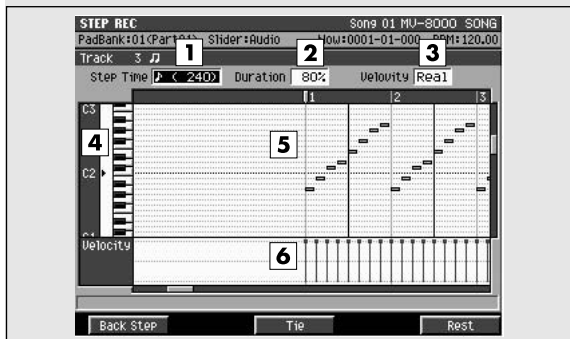 STEP REC Song 01 MV-8000 SONG
PadBank:01(Part01) Slider:Audio Now:0001-01-000 BPM:120.00
Track 3
1 2 3
Step Time ( 240) Duration 80% Velovity Real
1 2 3
C3
4 5
C2
C1
Velocity 6
Back Step Tie Rest